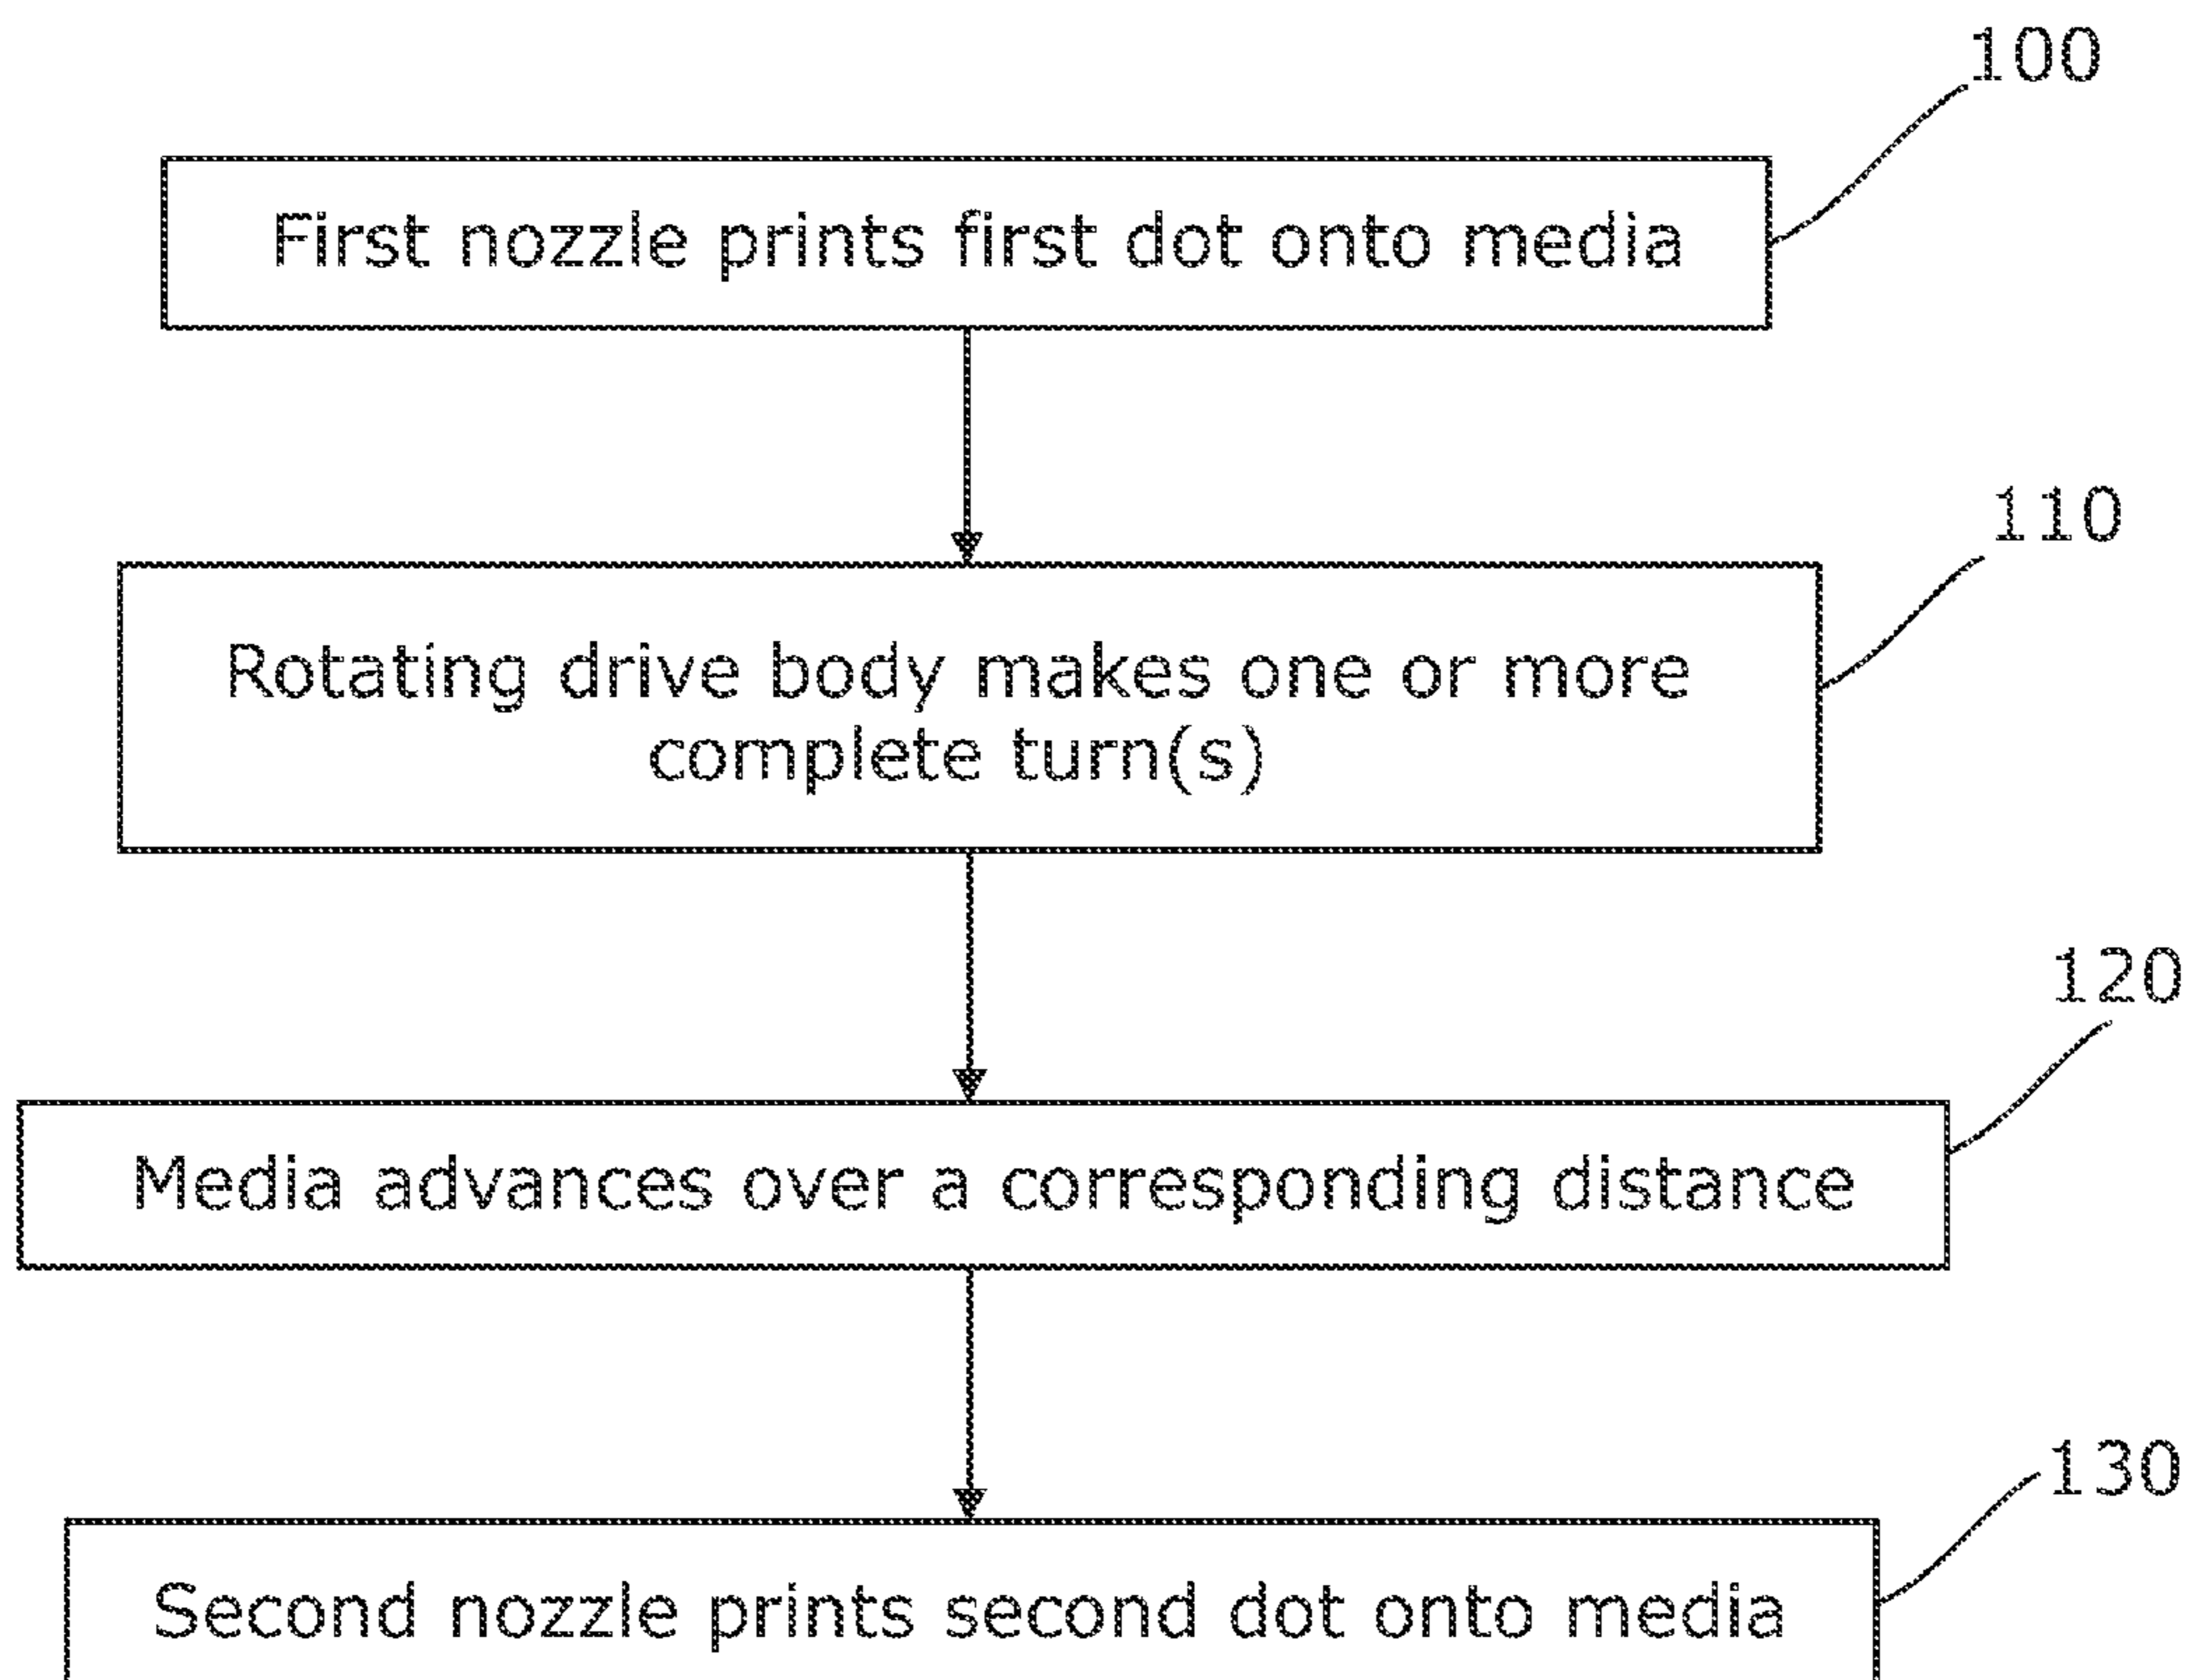 100
First nozzle prints first dot onto media
110
Rotating drive body makes one or more
complete turn(s)
120
Media advances over a corresponding distance
130
Second nozzle prints second dot onto media